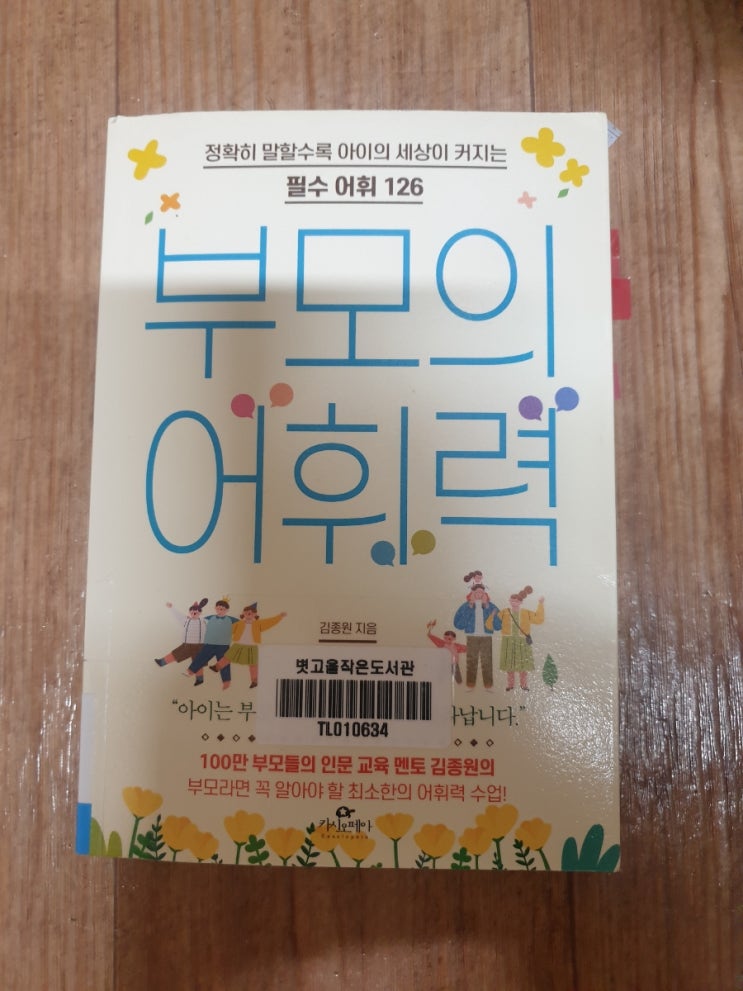 정확히 말할수록 아이의 세상이 커지는
필수 어휘 126
부모의
어휘력
김종원 지음
볏고을작은도서관
TL010634
“아이는 부 납니다.”
100만 부모들의 인문 교육 멘토 김종원의
부모라면 꼭 알아야 할 최소한의 어휘력 수업!
카시오페아
Cassiopeia